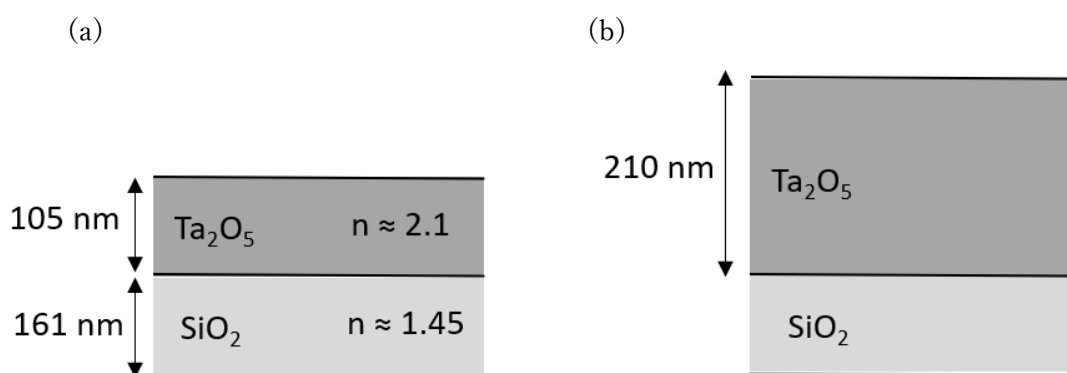 (a)
105 nm
Ta₂O₅ n ≈ 2.1
161 nm
SiO₂ n ≈ 1.45
(b)
210 nm
Ta₂O₅
SiO₂